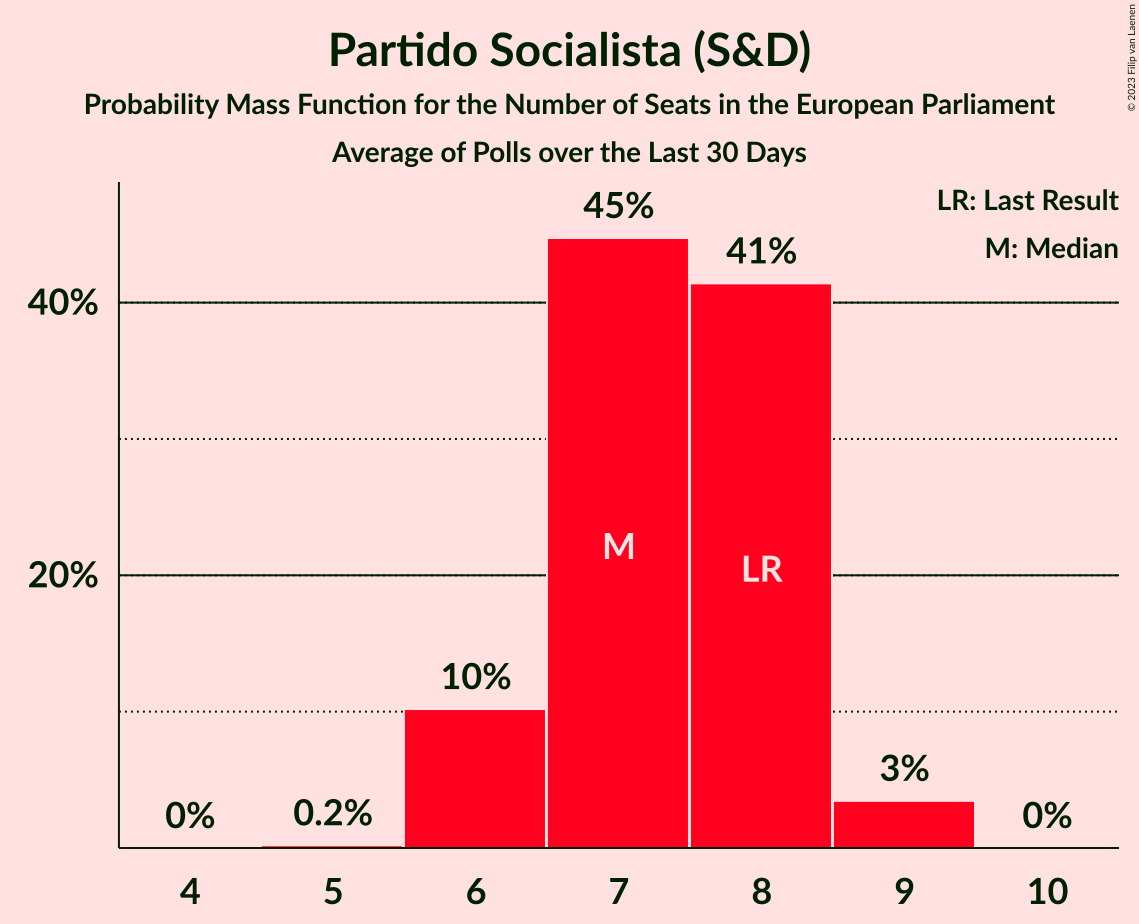 Partido Socialista (S&D)
Probability Mass Function for the Number of Seats in the European Parliament
Average of Polls over the Last 30 Days
© 2023 Filip van Laenen
LR: Last Result
M: Median
45%
41%
40%
M
LR
20%
10%
3%
0%
0.2%
0%
4 5 6 7 8 9 10